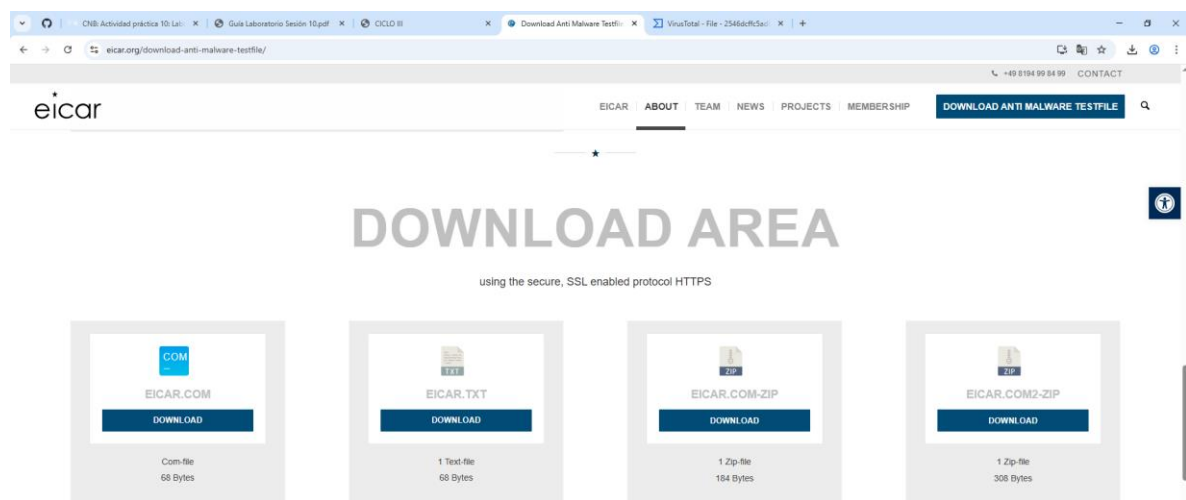 CNB: Actividad práctica 10: Lab
Guía Laboratorio Sesión 10.pdf
CICLO III
Download Anti Malware Testfile
VirusTotal - File - 2546dcffc5ad
eicar.org/download-anti-malware-testfile/
+49 8194 99 84 99 CONTACT
eicar
EICAR ABOUT TEAM NEWS PROJECTS MEMBERSHIP DOWNLOAD ANTI MALWARE TESTFILE
DOWNLOAD AREA
using the secure, SSL enabled protocol HTTPS
COM
TXT
ZIP
ZIP
EICAR.COM
EICAR.TXT
EICAR.COM-ZIP
EICAR.COM2-ZIP
DOWNLOAD
DOWNLOAD
DOWNLOAD
DOWNLOAD
Com-file
1 Text-file
1 Zip-file
1 Zip-file
68 Bytes
68 Bytes
184 Bytes
308 Bytes